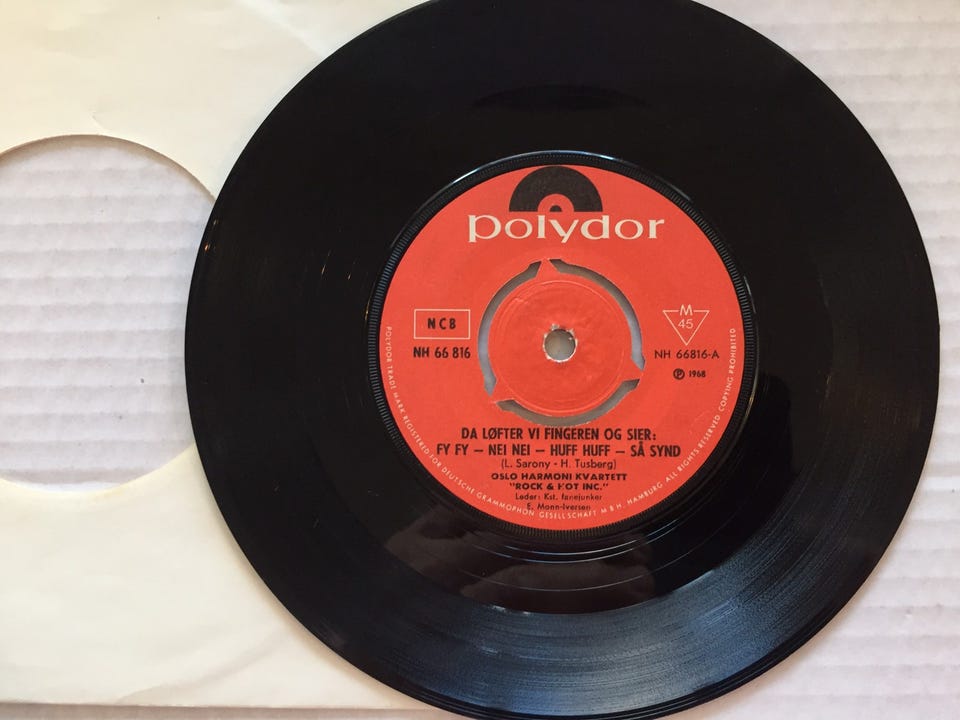 polydor
NCB
NH 66 816
M
45
NH 66816-A
℗ 1968
DA LØFTER VI FINGEREN OG SIER:
FY FY – NEI NEI – HUFF HUFF – SÅ SYND
(L. Sarony - H. Tusberg)
OSLO HARMONI KVARTETT
"ROCK & HOT INC."
Leder: Kst. fanejunker
E. Monn-Iversen
POLYDOR TRADE MARK REGISTERED FOR DEUTSCHE GRAMMOPHON GESELLSCHAFT M B H. HAMBURG ALL RIGHTS RESERVED COPYING PROHIBITED